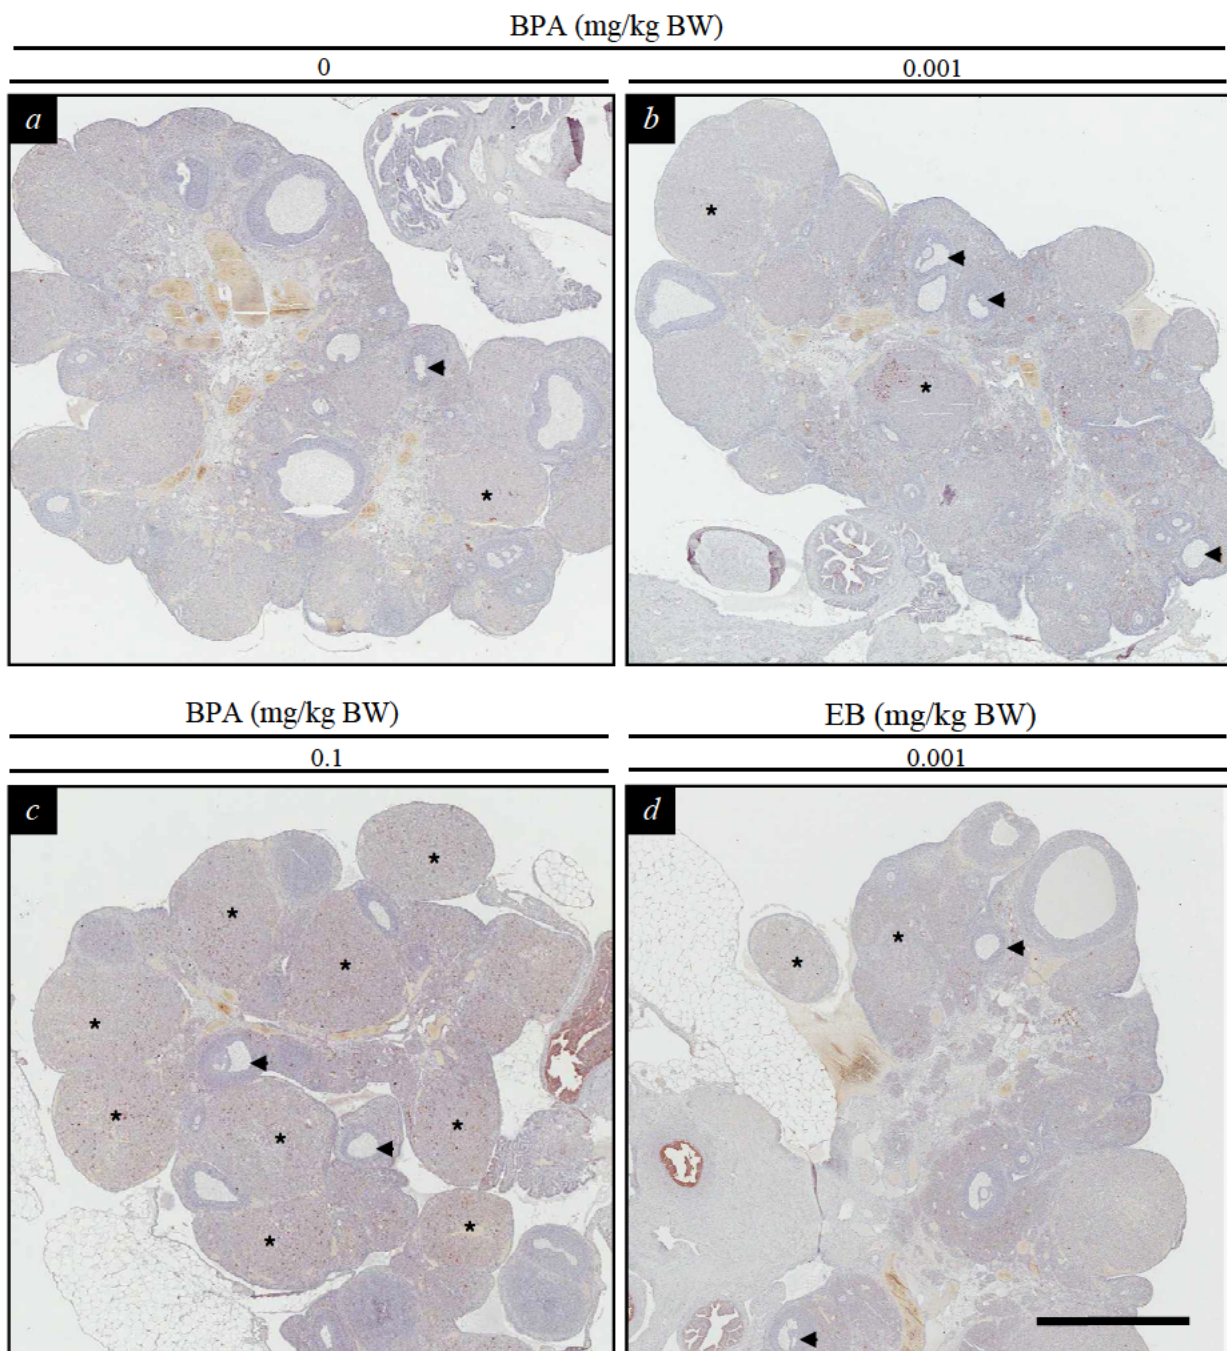 BPA (mg/kg BW)
0 0.001
a b
* * *
BPA (mg/kg BW) EB (mg/kg BW)
0.1 0.001
c d
* * * * * * * * * * *